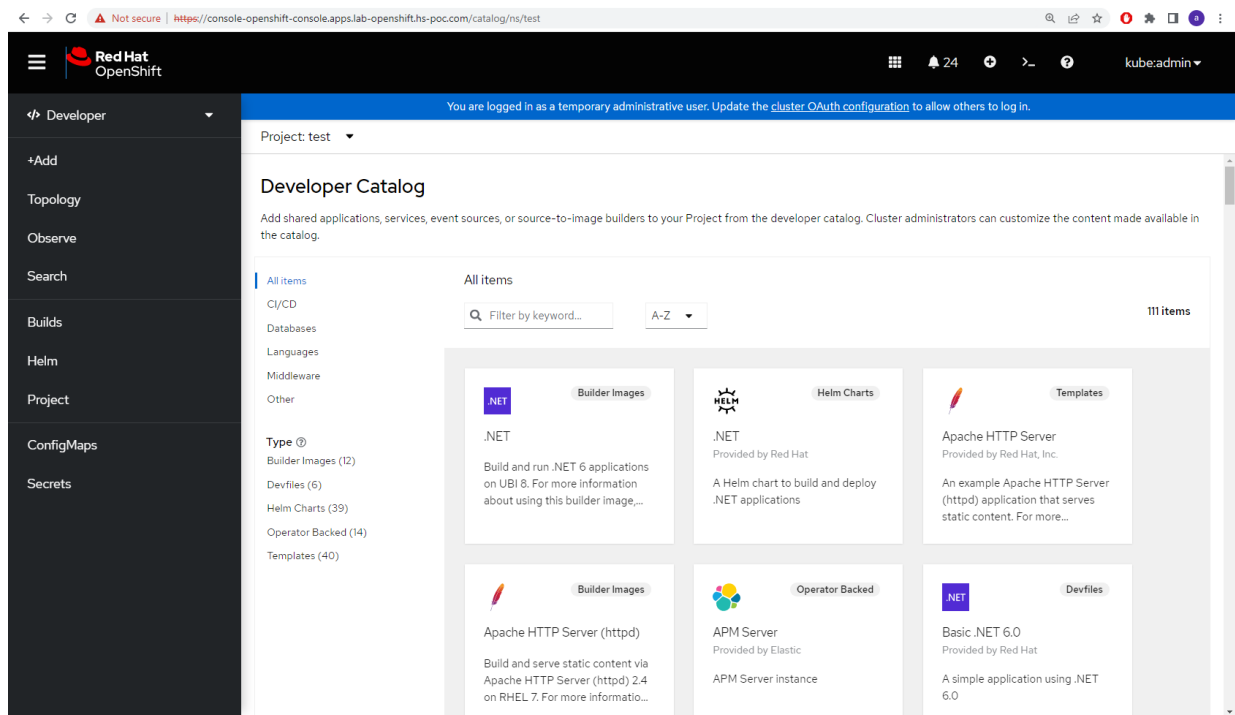 Not secure | https://console-openshift-console.apps.lab-openshift.hs-poc.com/catalog/ns/test
a
Red Hat
OpenShift
24
kube:admin
Developer
+Add
Topology
Observe
Search
Builds
Helm
Project
ConfigMaps
Secrets
You are logged in as a temporary administrative user. Update the cluster OAuth configuration to allow others to log in.
Project: test
Developer Catalog
Add shared applications, services, event sources, or source-to-image builders to your Project from the developer catalog. Cluster administrators can customize the content made available in
the catalog.
All items
CI/CD
Databases
Languages
Middleware
Other
Type
Builder Images (12)
Devfiles (6)
Helm Charts (39)
Operator Backed (14)
Templates (40)
All items
Filter by keyword...
A-Z
111 items
.NET
Builder Images
.NET
Build and run .NET 6 applications
on UBI 8. For more information
about using this builder image,...
HELM
Helm Charts
.NET
Provided by Red Hat
A Helm chart to build and deploy
.NET applications
Templates
Apache HTTP Server
Provided by Red Hat, Inc.
An example Apache HTTP Server
(httpd) application that serves
static content. For more...
Builder Images
Apache HTTP Server (httpd)
Build and serve static content via
Apache HTTP Server (httpd) 2.4
on RHEL 7. For more informatio...
Operator Backed
APM Server
Provided by Elastic
APM Server instance
.NET
Devfiles
Basic .NET 6.0
Provided by Red Hat
A simple application using .NET
6.0